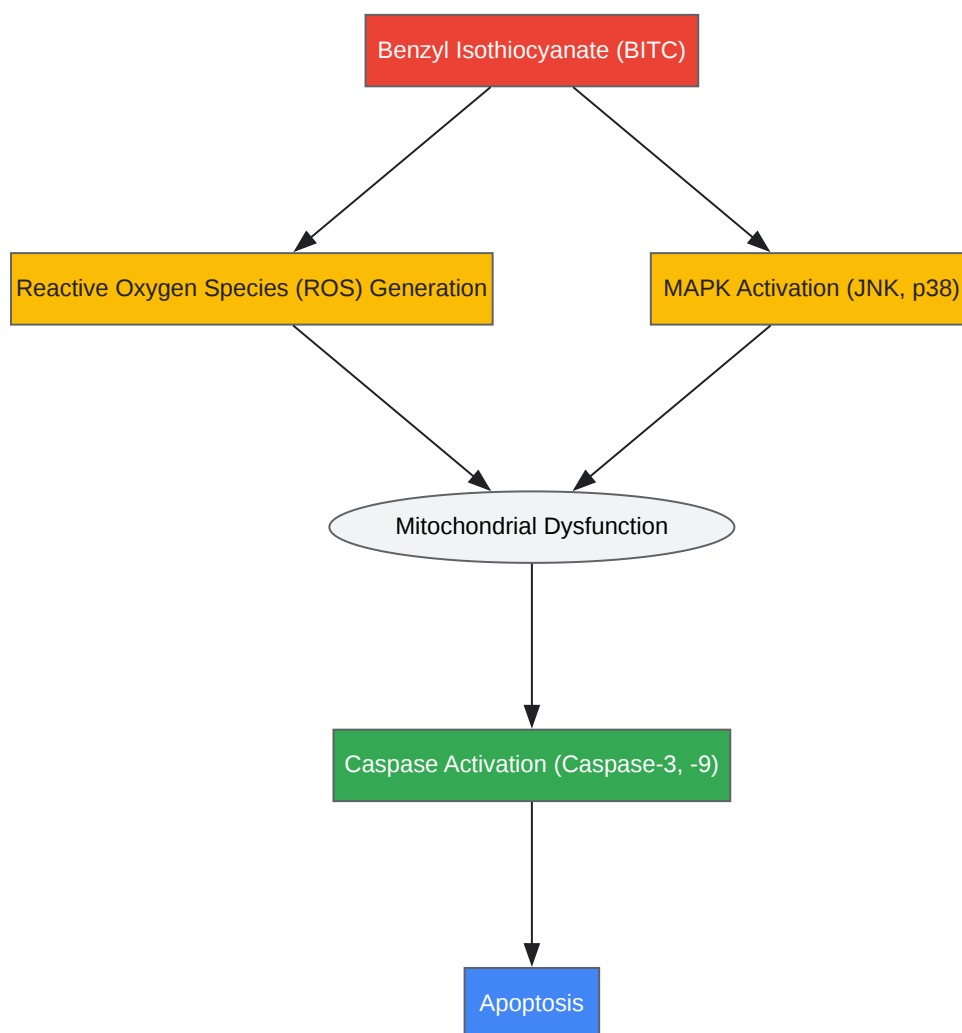 Benzyl Isothiocyanate (BITC)
Reactive Oxygen Species (ROS) Generation
MAPK Activation (JNK, p38)
Mitochondrial Dysfunction
Caspase Activation (Caspase-3, -9)
Apoptosis